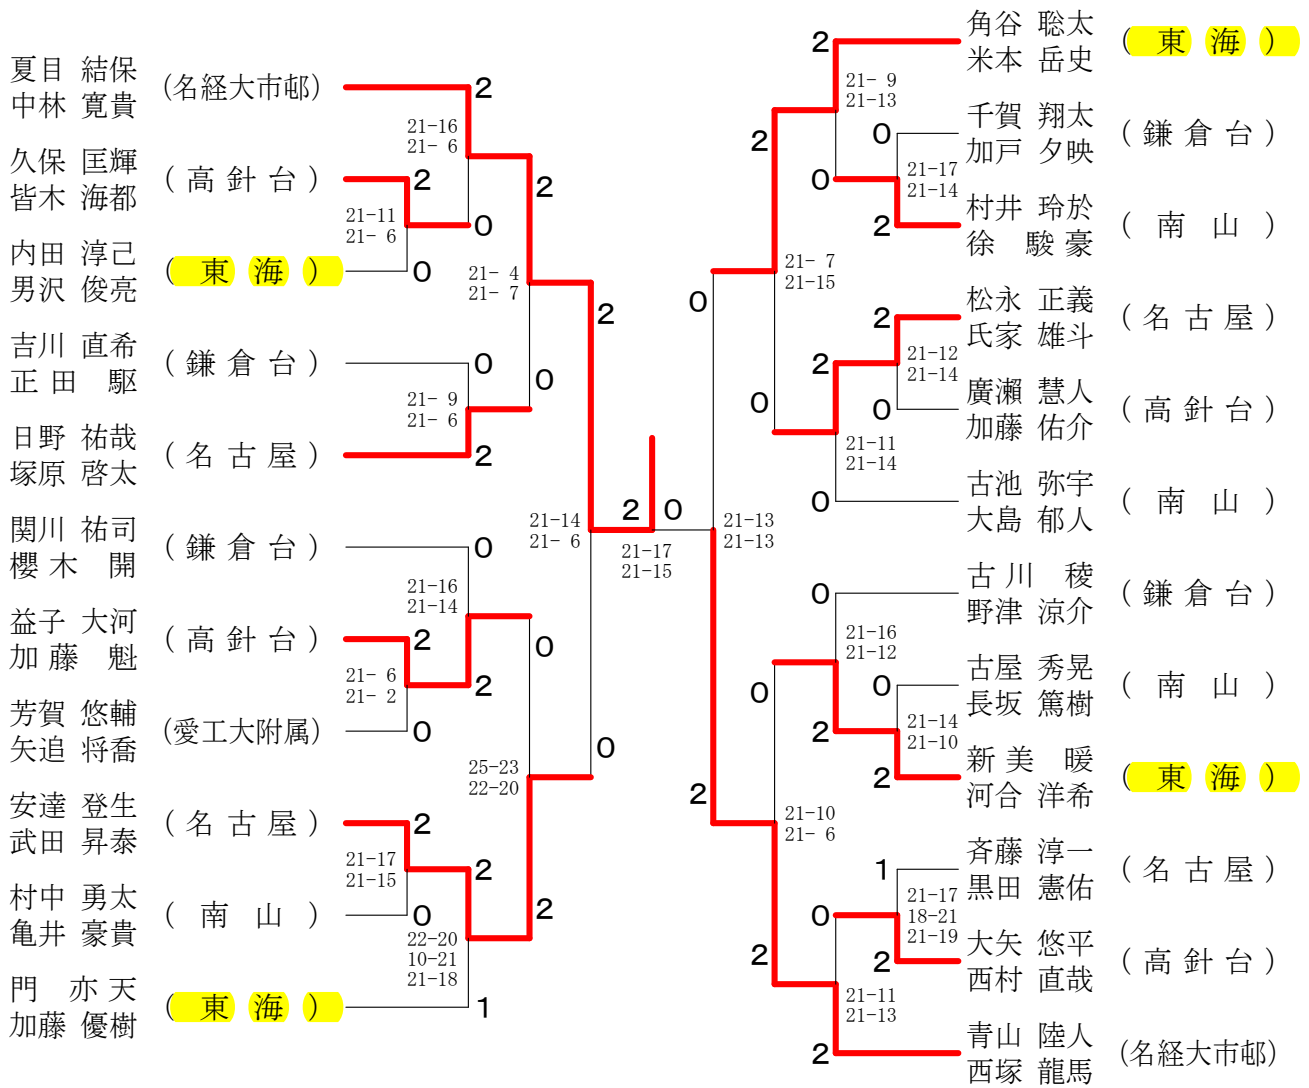 夏目 結保
中林 寛貴
(名経大市邨)
2
21-16
21- 6
久保 匡輝
皆木 海都
( 高 針 台 )
2
2
21-11
21- 6
0
内田 淳己
男沢 俊亮
( 東 海 )
0
21- 4
21- 7
2
吉川 直希
正 田 駆
( 鎌 倉 台 )
0
0
21- 9
21- 6
日野 祐哉
塚原 啓太
( 名 古 屋 )
2
関川 祐司
櫻 木 開
( 鎌 倉 台 )
0
21-14
21- 6
21-16
21-14
益子 大河
加 藤 魁
( 高 針 台 )
2
0
21- 6
21- 2
2
芳賀 悠輔
矢追 将喬
(愛工大附属)
0
0
25-23
22-20
安達 登生
武田 昇泰
( 名 古 屋 )
2
21-17
21-15
2
村中 勇太
亀井 豪貴
( 南 山 )
0
2
22-20
10-21
21-18
門 亦 天
加藤 優樹
( 東 海 )
1
2
0
21-17
21-15
角谷 聡太
米本 岳史
( 東 海 )
2
21- 9
21-13
千賀 翔太
加戸 夕映
( 鎌 倉 台 )
0
2
21-17
21-14
0
村井 玲於
徐 駿 豪
( 南 山 )
2
21- 7
21-15
0
松永 正義
氏家 雄斗
( 名 古 屋 )
2
2
21-12
21-14
廣瀬 慧人
加藤 佑介
( 高 針 台 )
0
0
21-11
21-14
古池 弥宇
大島 郁人
( 南 山 )
0
21-13
21-13
古 川 稜
野津 涼介
( 鎌 倉 台 )
0
21-16
21-12
古屋 秀晃
長坂 篤樹
( 南 山 )
0
0
21-14
21-10
2
新 美 暖
河合 洋希
( 東 海 )
2
2
21-10
21- 6
斉藤 淳一
黒田 憲佑
( 名 古 屋 )
1
21-17
18-21
21-19
0
大矢 悠平
西村 直哉
( 高 針 台 )
2
2
21-11
21-13
青山 陸人
西塚 龍馬
(名経大市邨)
2